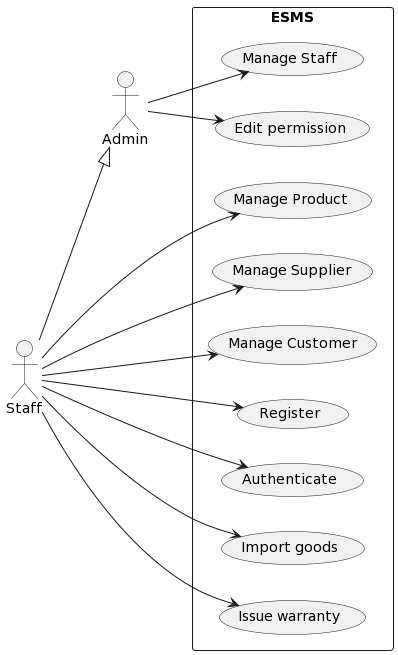 ESMS
Manage Staff
Admin
Edit permission
Manage Product
Manage Supplier
Manage Customer
Staff
Register
Authenticate
Import goods
Issue warranty